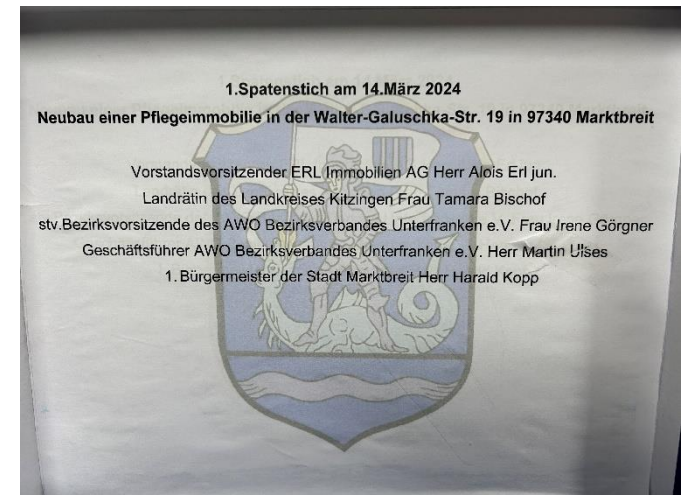 1.Spatenstich am 14.März 2024
Neubau einer Pflegeimmobilie in der Walter-Galuschka-Str. 19 in 97340 Marktbreit
Vorstandsvorsitzender ERL Immobilien AG Herr Alois Erl jun.
Landrätin des Landkreises Kitzingen Frau Tamara Bischof
stv.Bezirksvorsitzende des AWO Bezirksverbandes Unterfranken e.V. Frau Irene Görgner
Geschäftsführer AWO Bezirksverbandes Unterfranken e.V. Herr Martin Ulses
1.Bürgermeister der Stadt Marktbreit Herr Harald Kopp